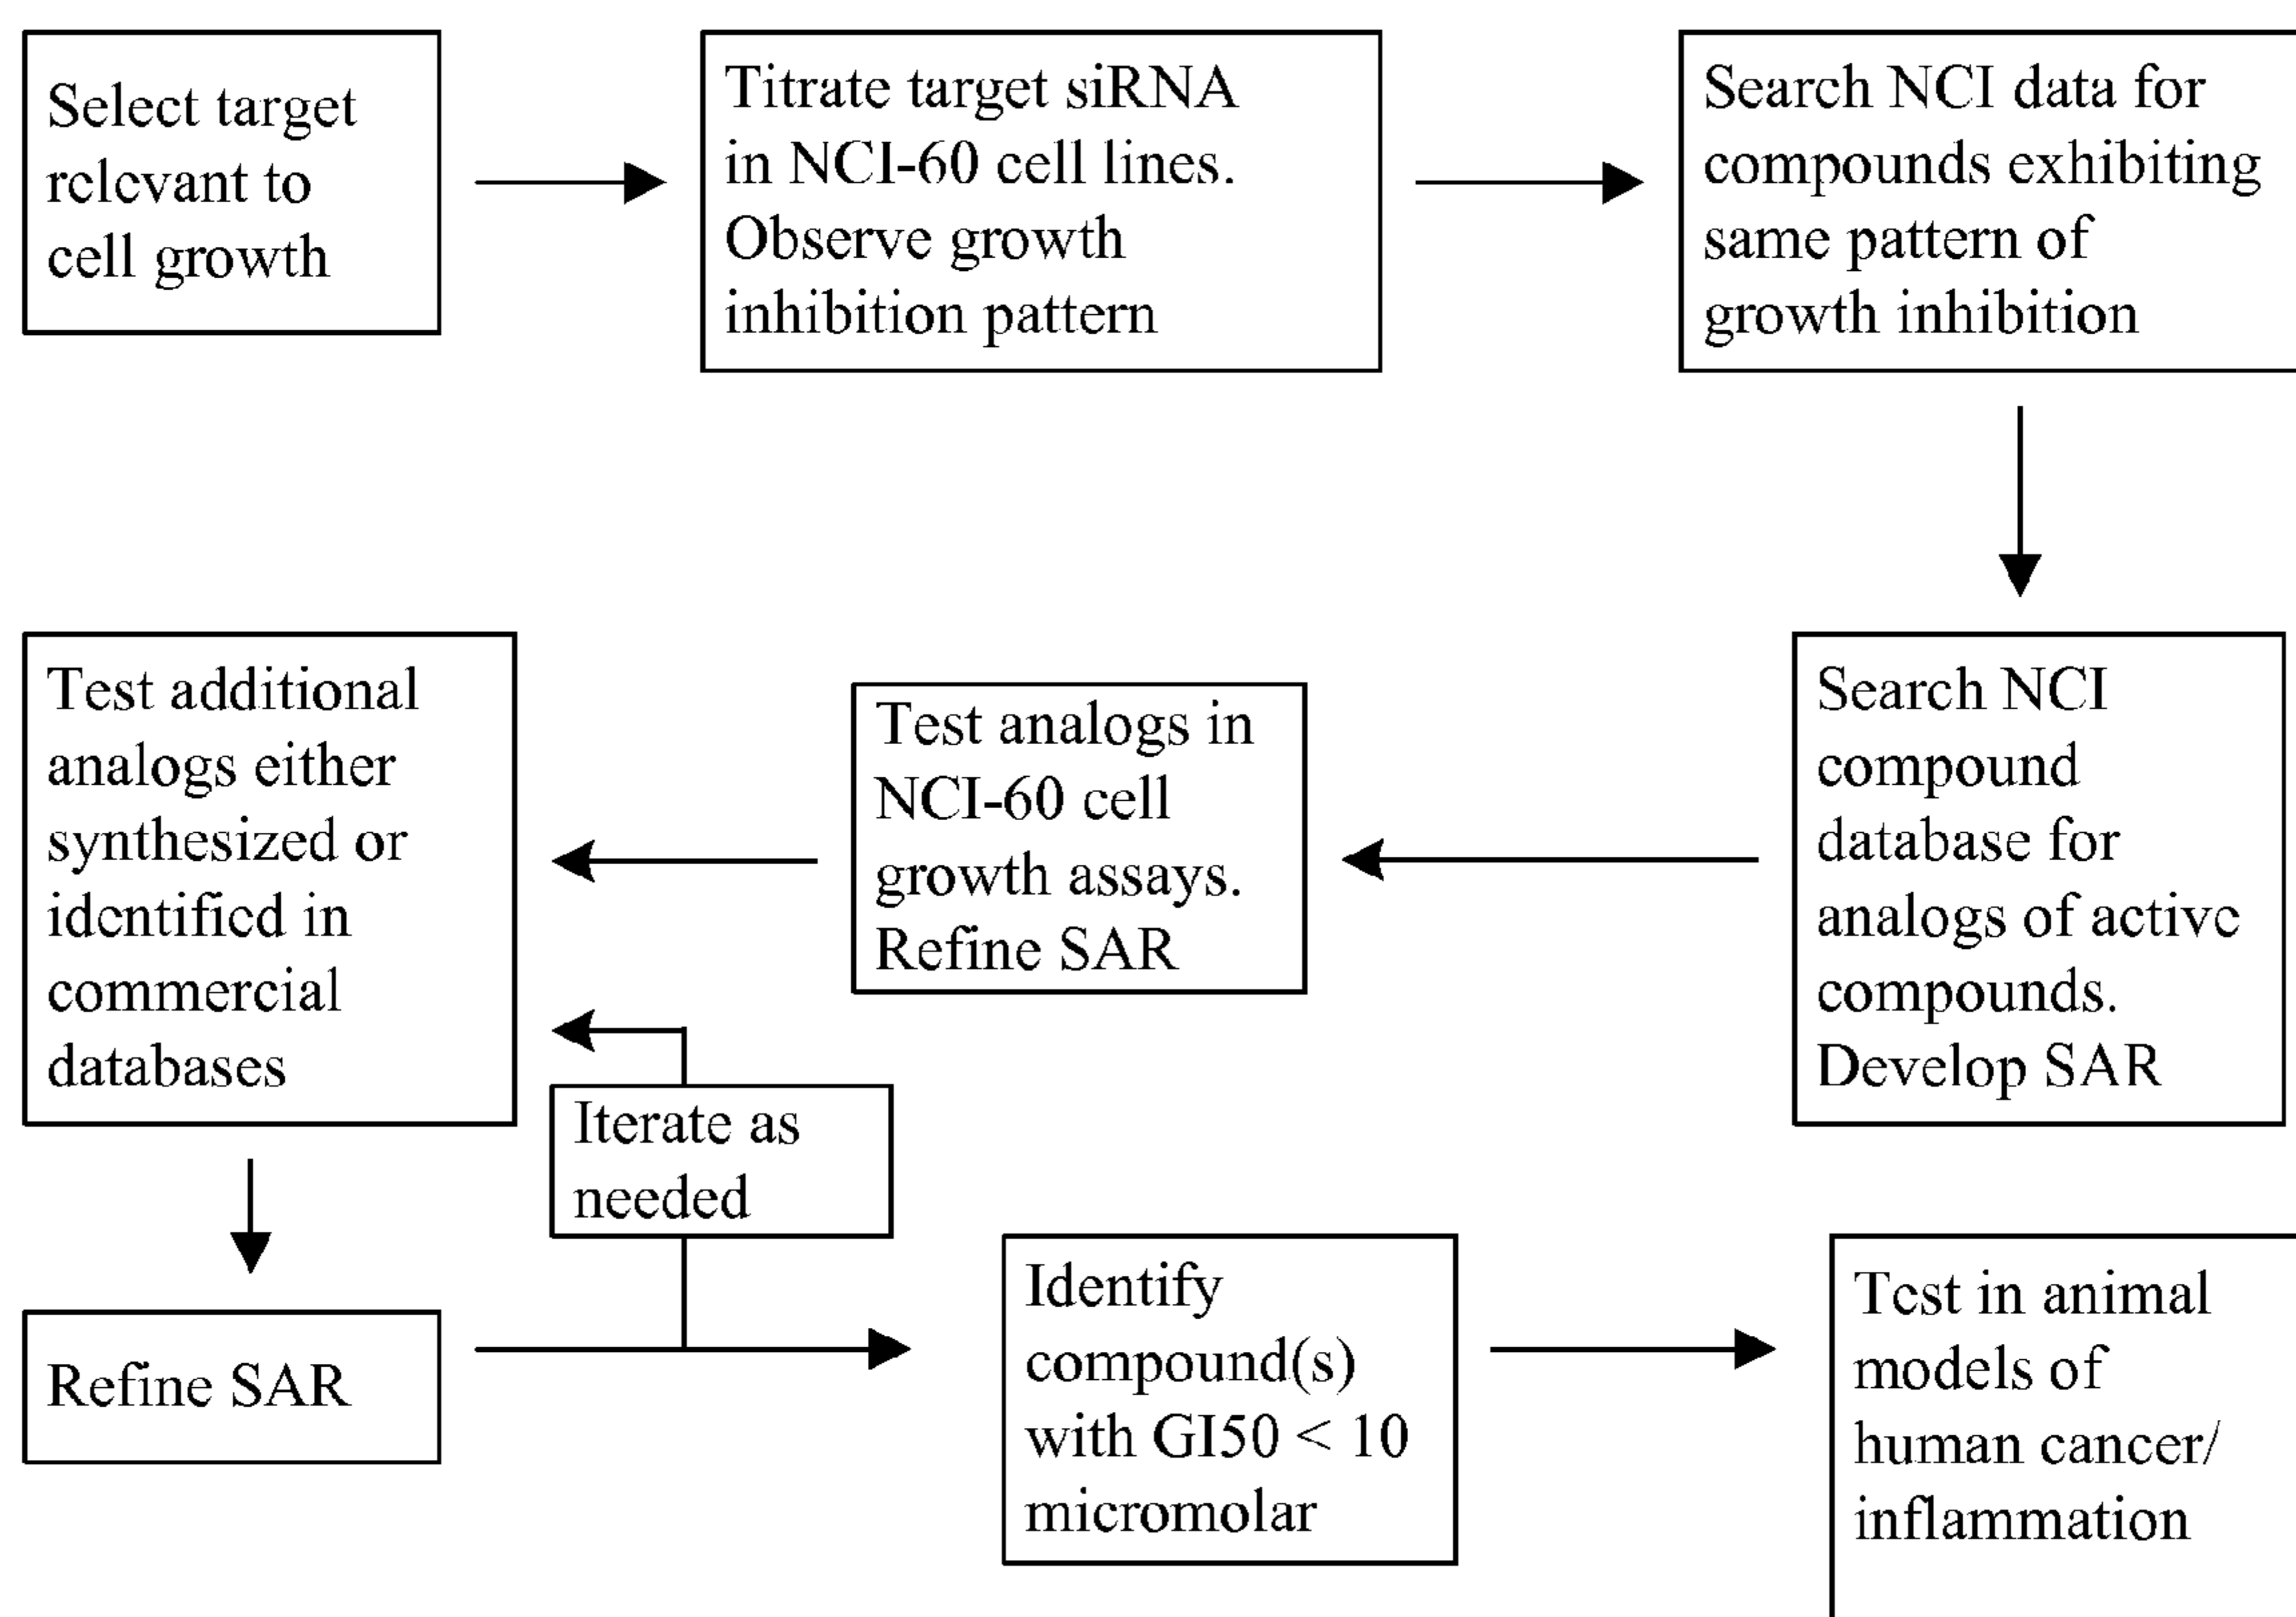 Select target
relevant to
cell growth
Titrate target siRNA
in NCI-60 cell lines.
Observe growth
inhibition pattern
Search NCI data for
compounds exhibiting
same pattern of
growth inhibition
Search NCI
compound
database for
analogs of active
compounds.
Develop SAR
Test analogs in
NCI-60 cell
growth assays.
Refine SAR
Test additional
analogs either
synthesized or
identified in
commercial
databases
Refine SAR
Iterate as
needed
Identify
compound(s)
with GI50 < 10
micromolar
Test in animal
models of
human cancer/
inflammation